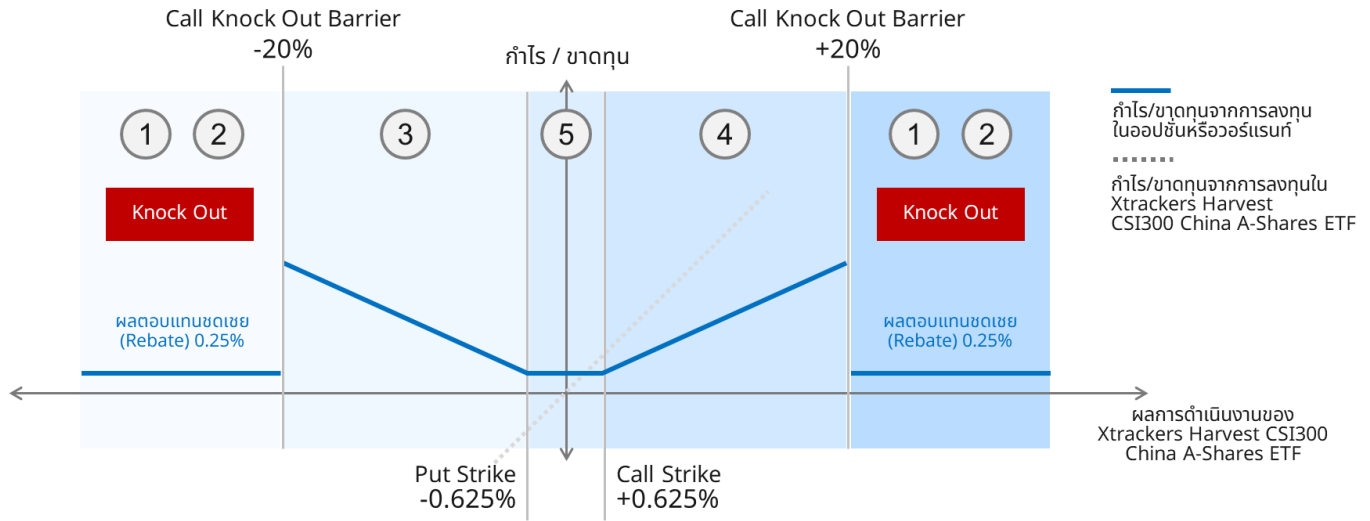 Call Knock Out Barrier
-20%
Call Knock Out Barrier
+20%
กำไร / ขาดทุน
1
2
3
5
4
1
2
Knock Out
Knock Out
ผลตอบแทนชดเชย
(Rebate) 0.25%
ผลตอบแทนชดเชย
(Rebate) 0.25%
กำไร/ขาดทุนจากการลงทุน
ในออปชั่นหรือวอร์แรนท์
กำไร/ขาดทุนจากการลงทุนใน
Xtrackers Harvest
CSI300 China A-Shares ETF
ผลการดำเนินงานของ
Xtrackers Harvest CSI300
China A-Shares ETF
Put Strike
-0.625%
Call Strike
+0.625%